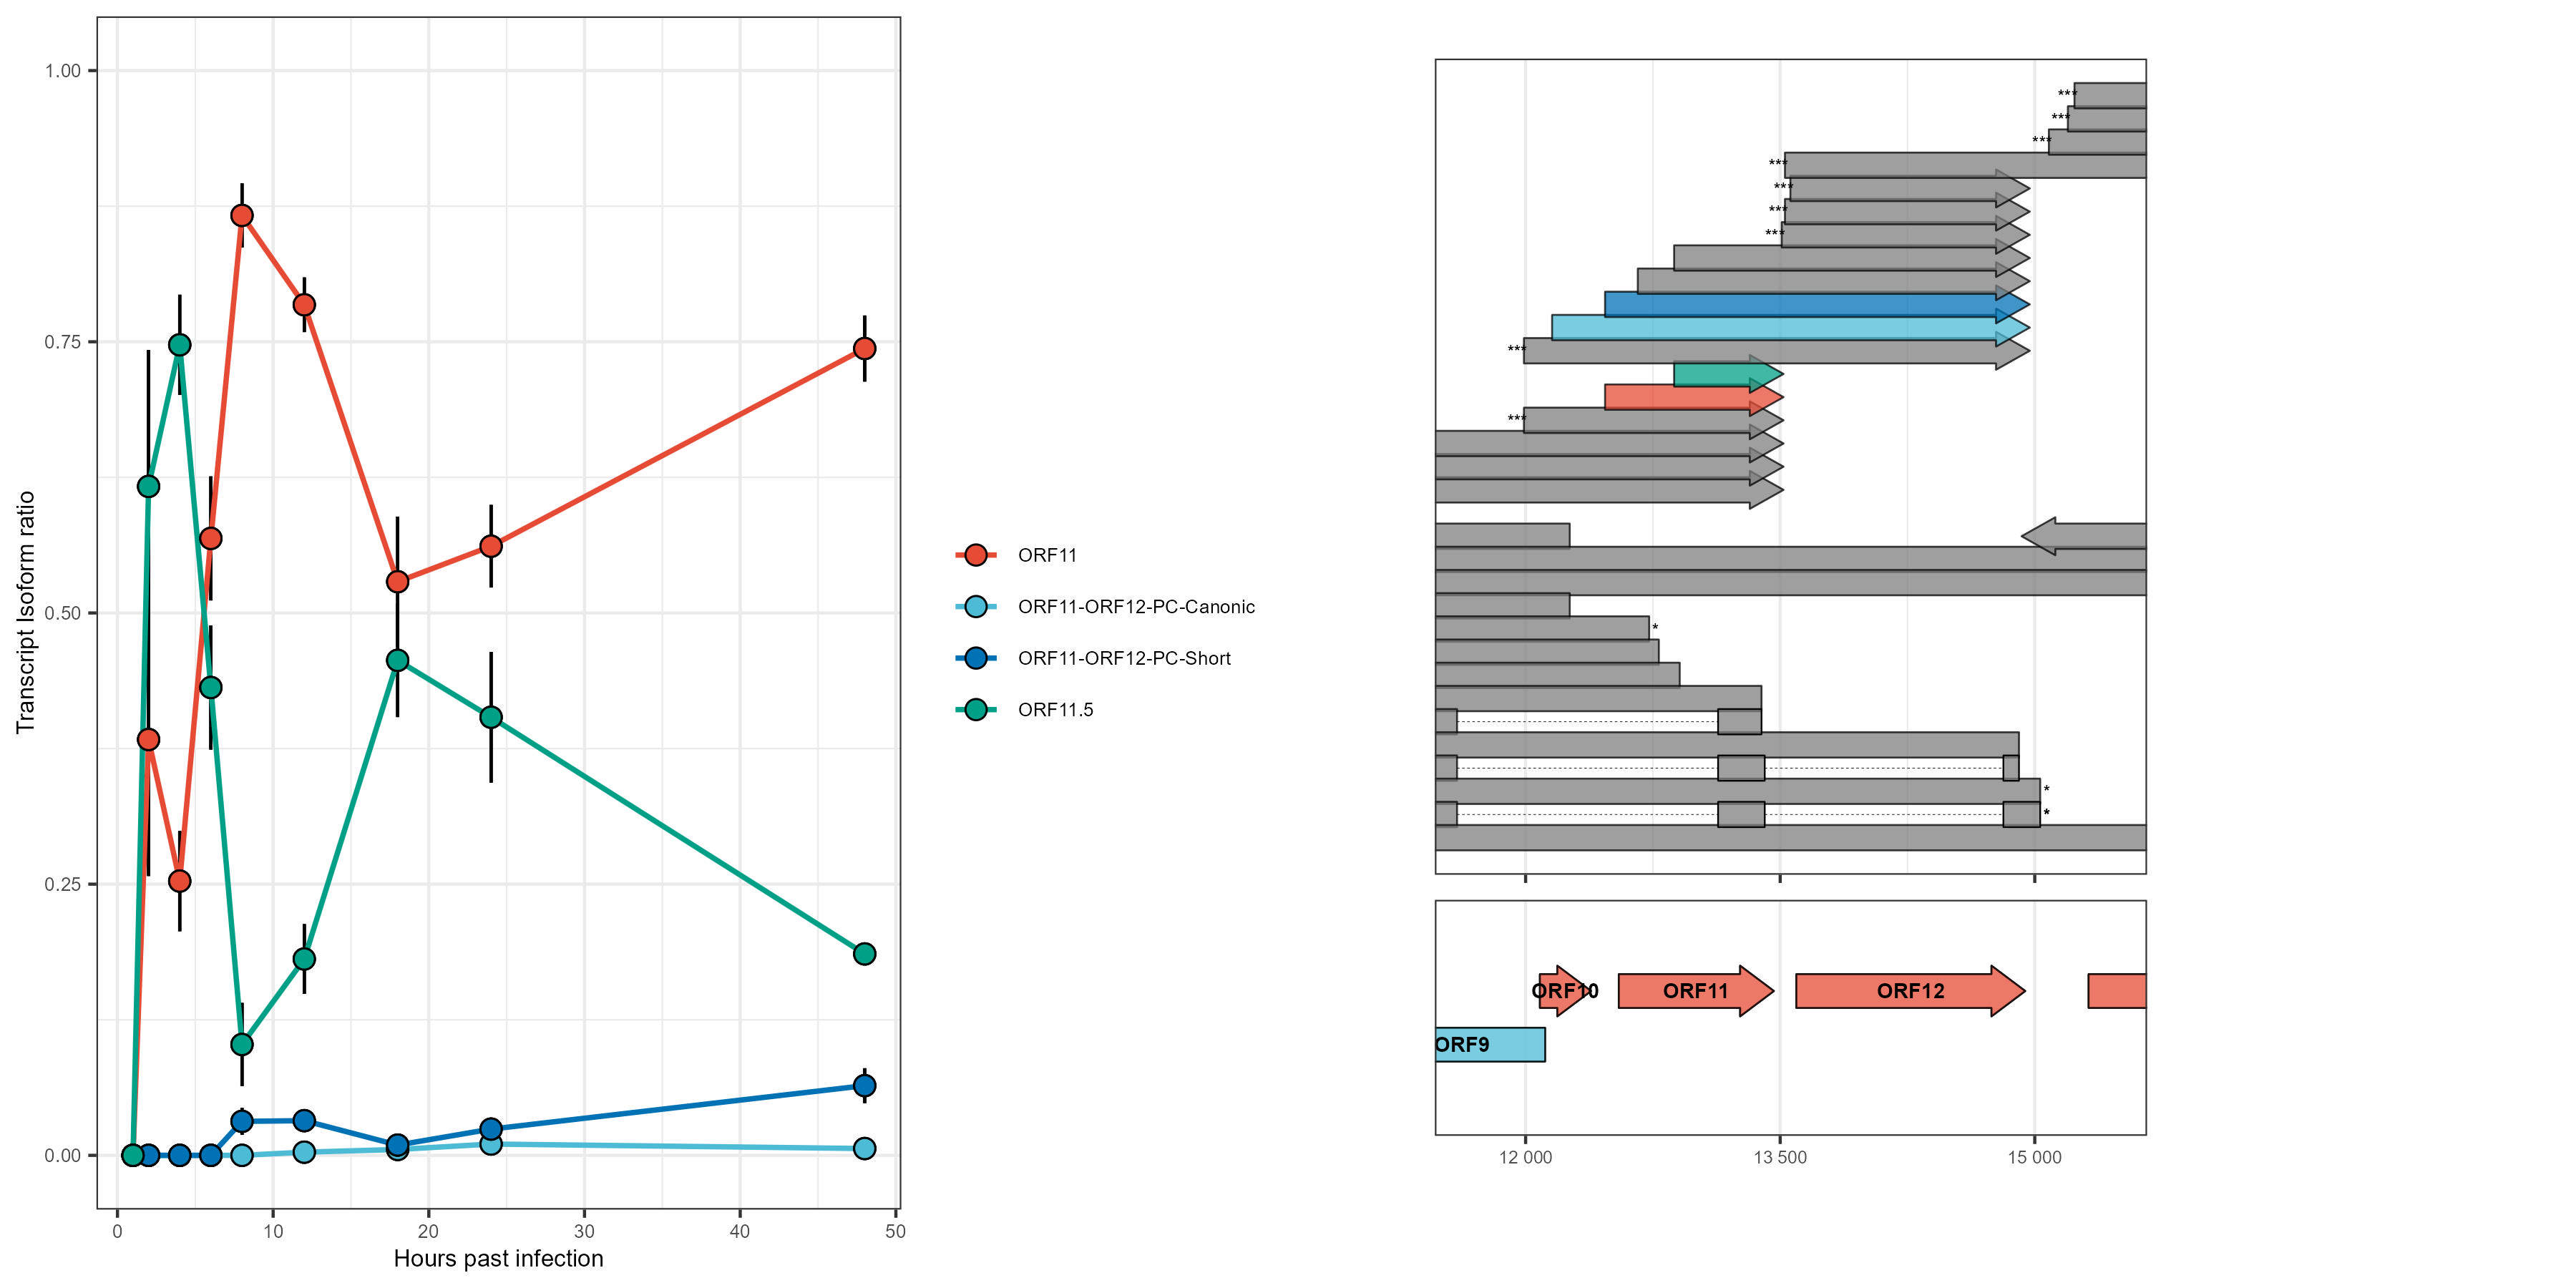 1.00
0.75
0.50
0.25
0.00
Transcript Isoform ratio
0 10 20 30 40 50
Hours past infection
ORF11
ORF11-ORF12-PC-Canonic
ORF11-ORF12-PC-Short
ORF11.5
***
***
***
***
***
***
***
***
***
*
*
*
ORF10 ORF11 ORF12
ORF9
12 000 13 500 15 000